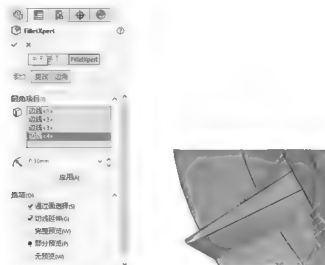 FilletXpert
FilletXpert
更改 边角
圆角项目
边线<1>
边线<2>
边线<3>
边线<4>
应用(A)
选项(O)
通过面选择(S)
切线延伸(G)
完整预览(W)
部分预览(P)
无预览(W)